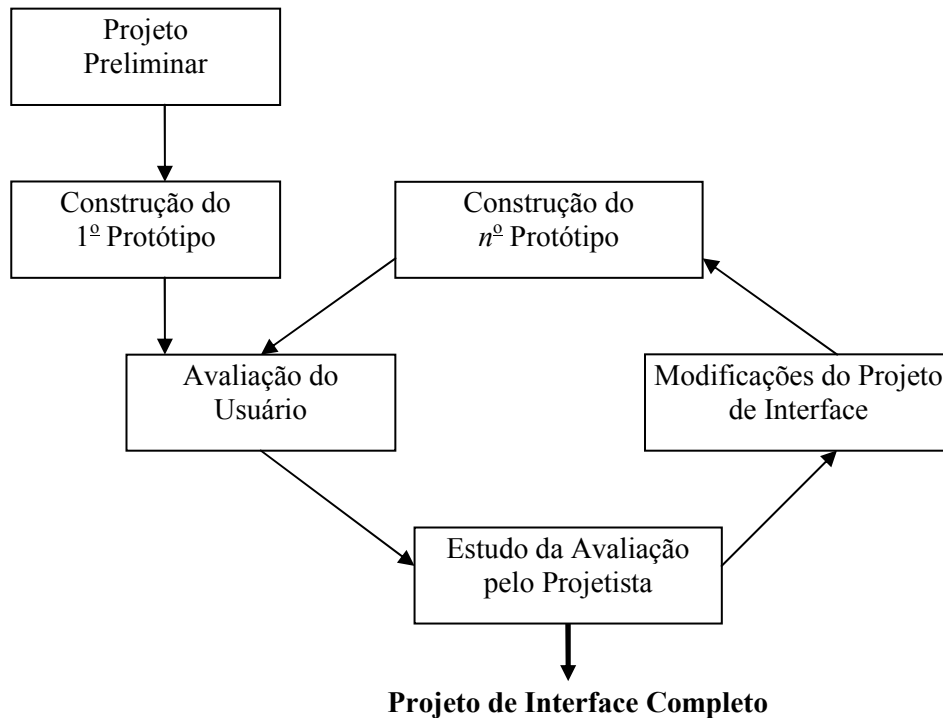 Projeto
Preliminar
Construção do
1º Protótipo
Construção do
nº Protótipo
Avaliação do
Usuário
Modificações do Projeto
de Interface
Estudo da Avaliação
pelo Projetista
Projeto de Interface Completo